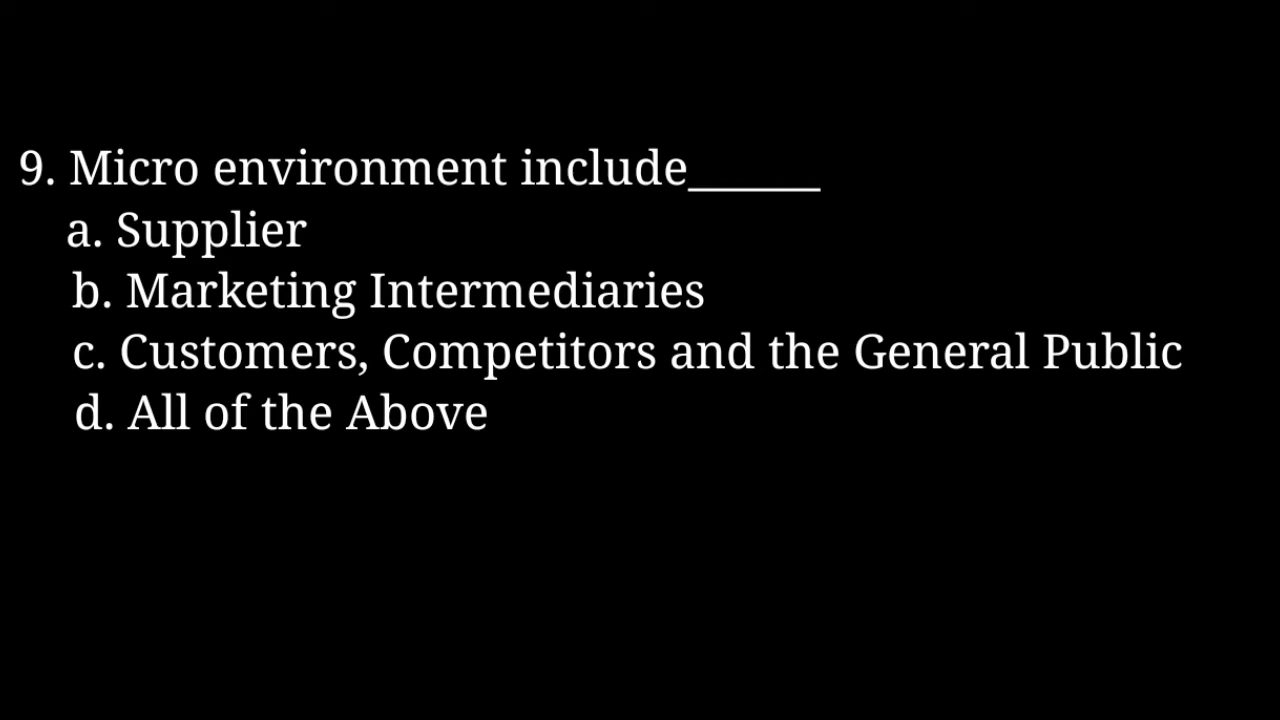 9. Micro environment include______
a. Supplier
b. Marketing Intermediaries
c. Customers, Competitors and the General Public
d. All of the Above